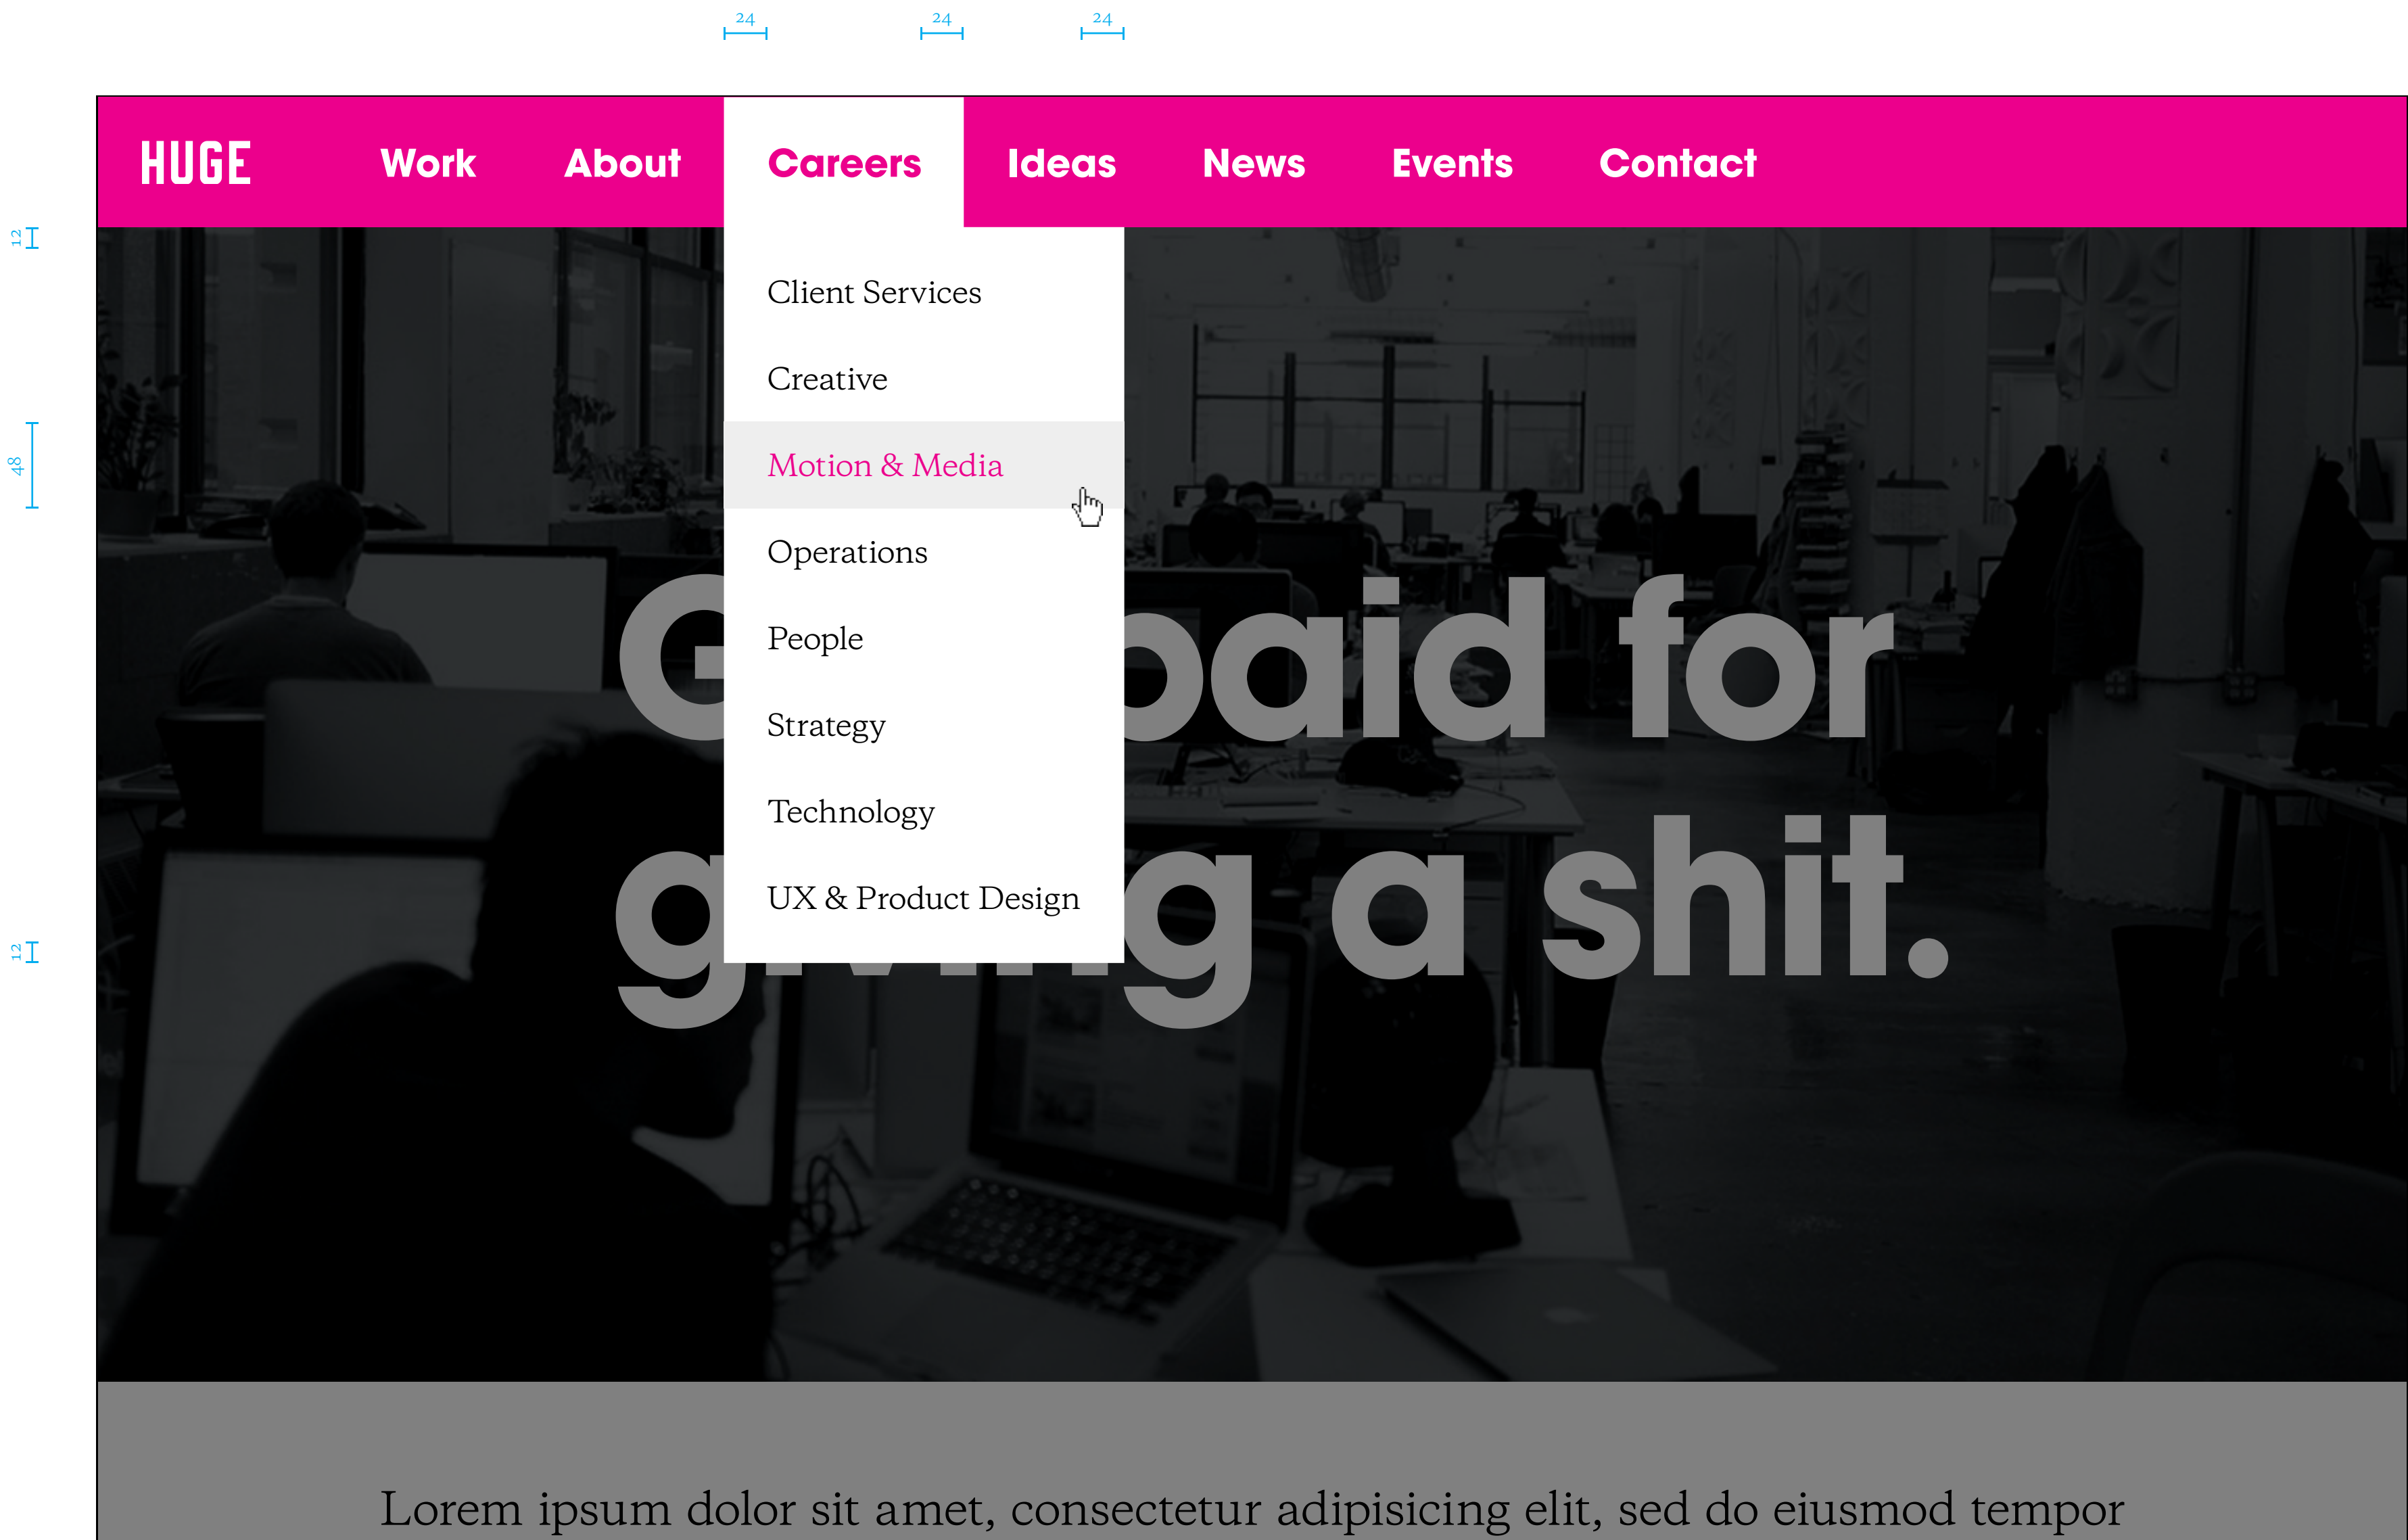 24 24 24
HUGE Work About Careers Ideas News Events Contact
12
Client Services
Creative
48
Motion & Media
Operations
People
Strategy
Technology
UX & Product Design
12
paid for
a shit.
Lorem ipsum dolor sit amet, consectetur adipisicing elit, sed do eiusmod tempor